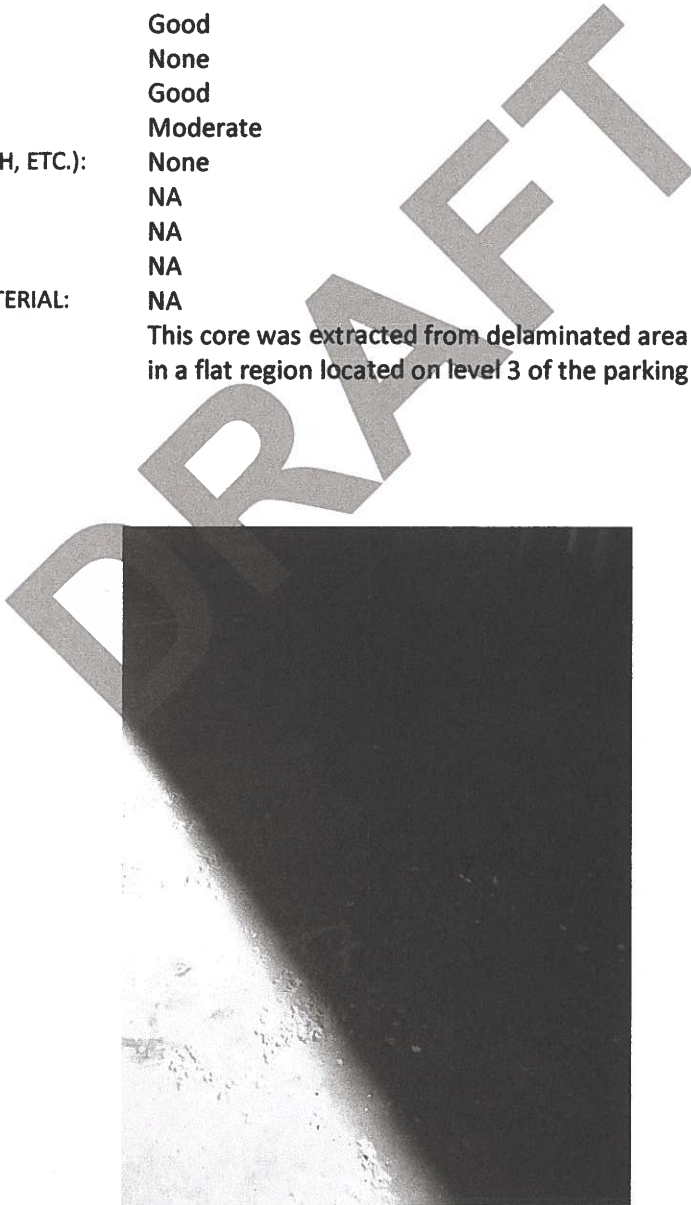 Good
None
Good
Moderate
H, ETC.): None
NA
NA
NA
TERIAL: NA
This core was extracted from delaminated area
in a flat region located on level 3 of the parking
DRAFT